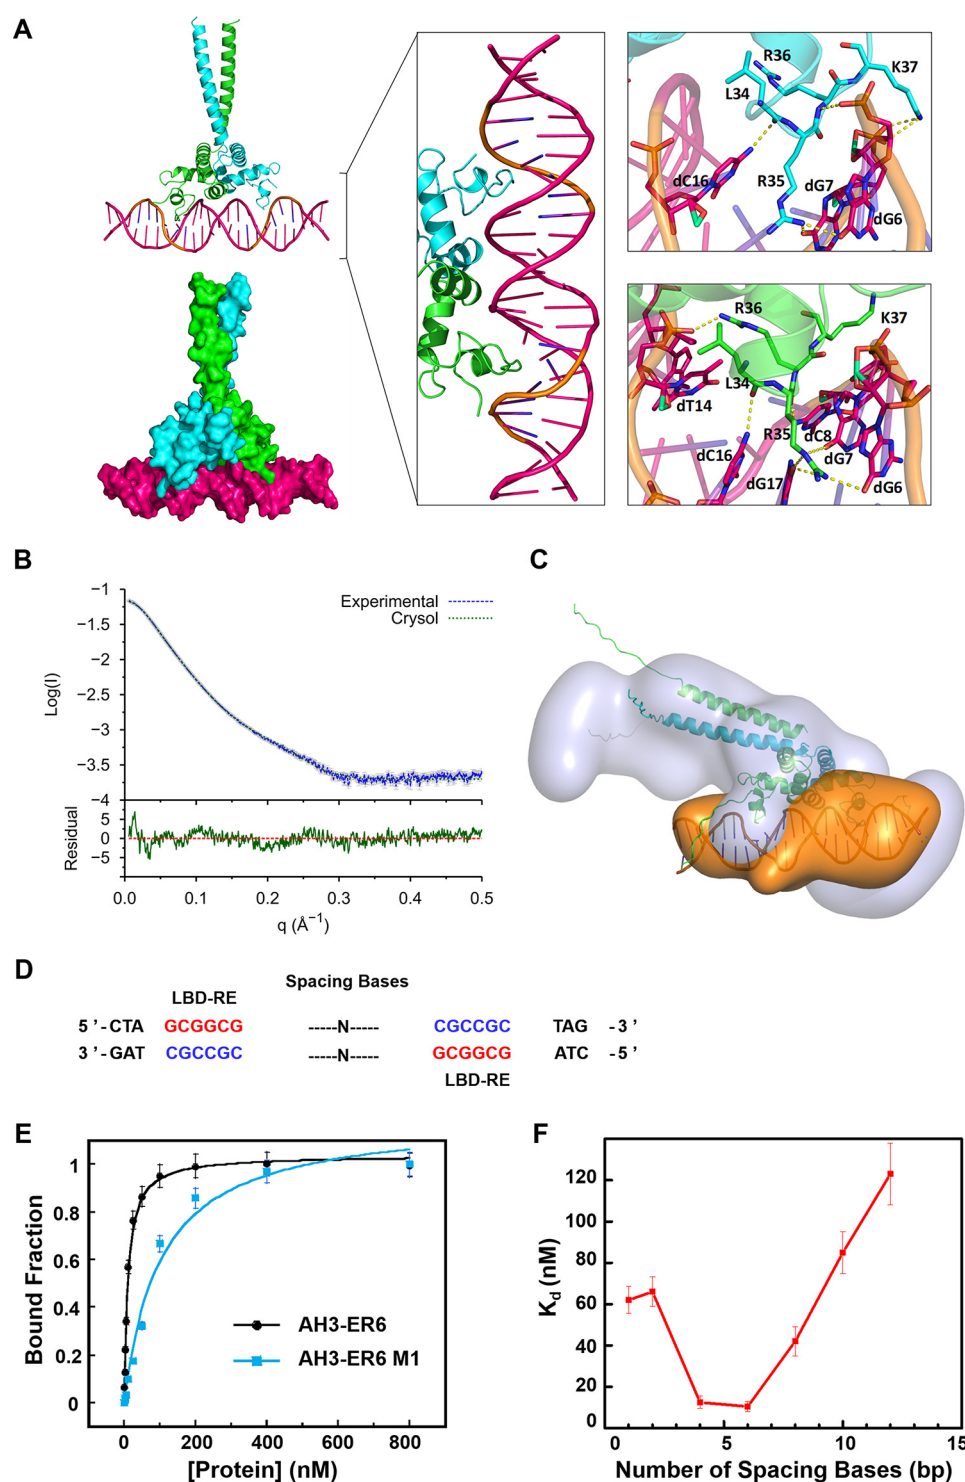 A
R36
K37
L34
dC16
R35
dG7
dG6
R36
K37
L34
dT14
R35
dC8
dC16
dG7
dG17
dG6
B
−1
−1.5
−2
−2.5
−3
−3.5
−4
Log(I)
Experimental
Crysol
5
0
−5
Residual
0.0 0.1 0.2 0.3 0.4 0.5
q (Å−1)
C
D
Spacing Bases
LBD-RE
5'-CTA GCGGCG -----N----- CGCCGC TAG -3'
3'-GAT CGCCGC -----N----- GCGGCG ATC -5'
LBD-RE
E
1
0.8
0.6
0.4
0.2
0
Bound Fraction
AH3-ER6
AH3-ER6 M1
0 200 400 600 800
[Protein] (nM)
F
120
100
80
60
40
20
0
Kd (nM)
0 5 10 15
Number of Spacing Bases (bp)